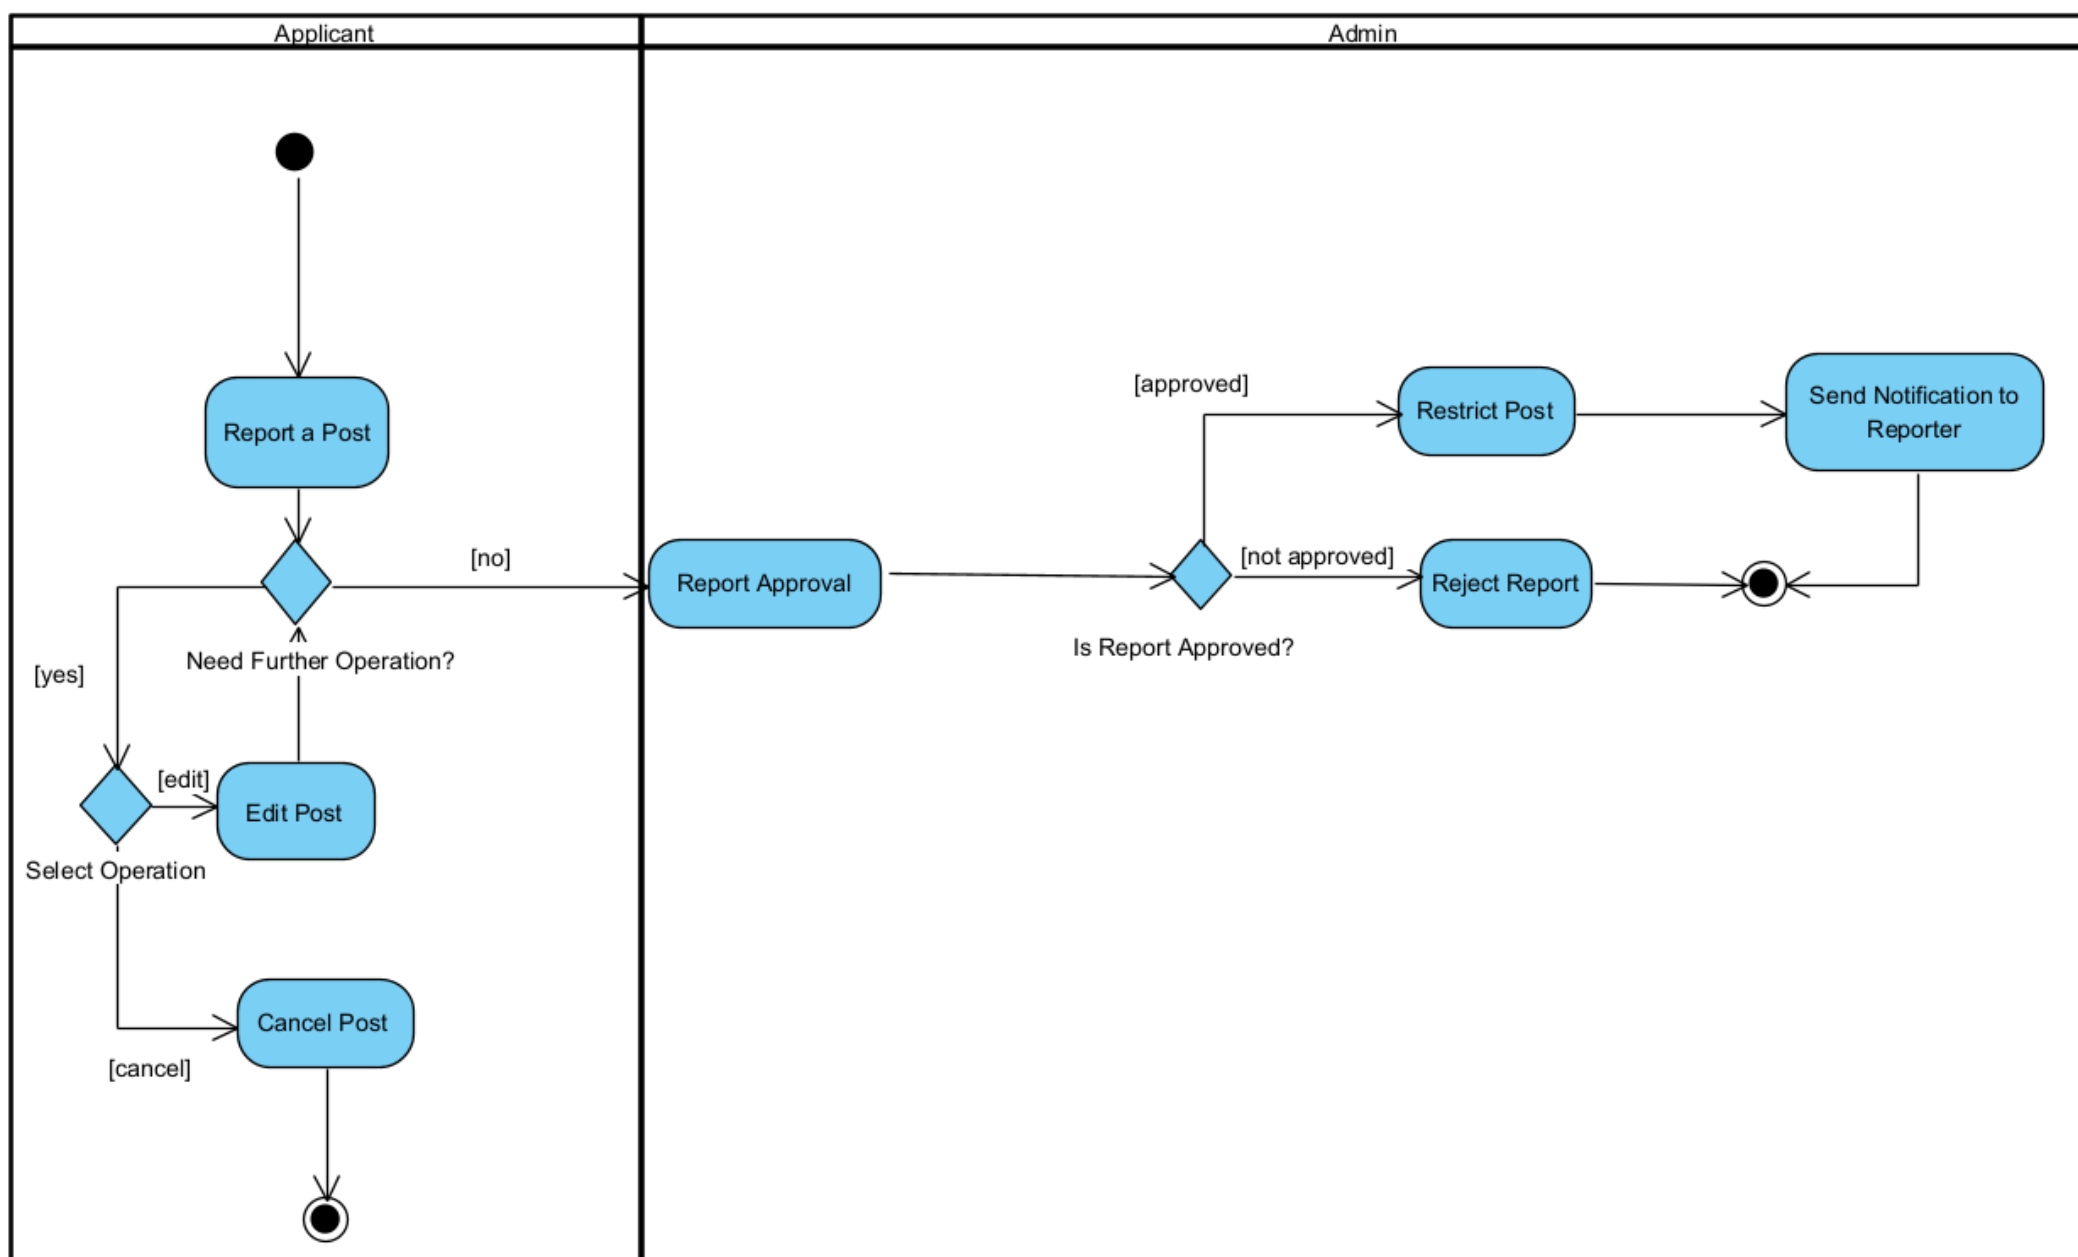 Applicant
Admin
Report a Post
[no]
Need Further Operation?
[yes]
[edit]
Edit Post
Select Operation
Cancel Post
[cancel]
Report Approval
[approved]
Restrict Post
Send Notification to
Reporter
[not approved]
Reject Report
Is Report Approved?